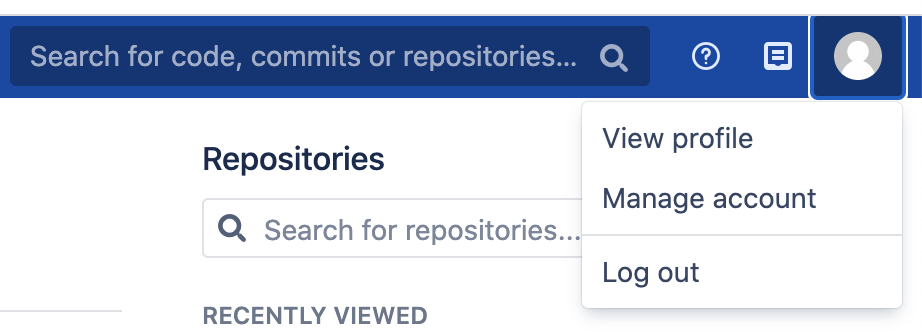 Search for code, commits or repositories...
View profile
Repositories
Manage account
Search for repositories...
Log out
RECENTLY VIEWED